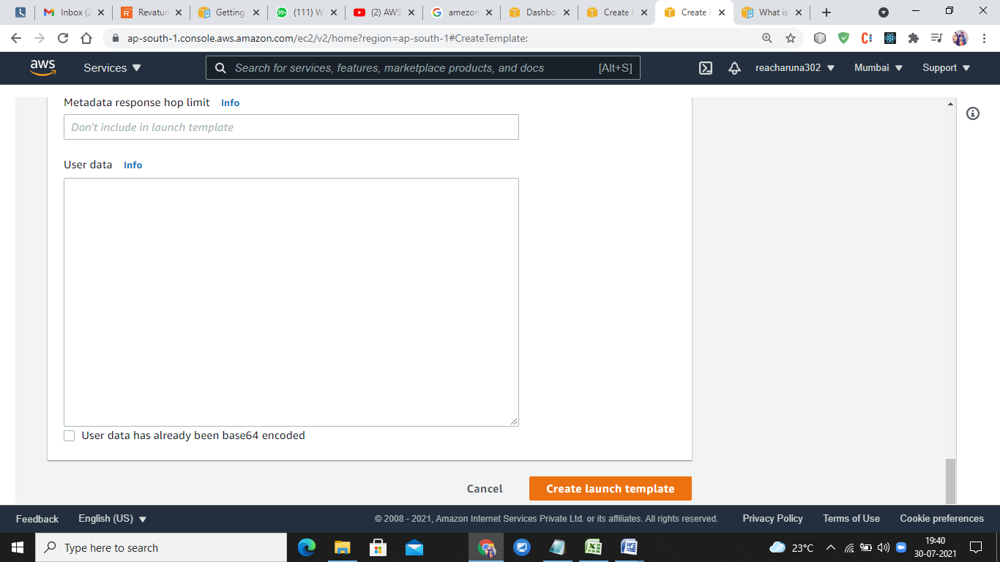 Inbox (2
Revatur
Getting
99+
(111) W
(2) AWS
amezon
Dashbo
Create l
Create l
What is
ap-south-1.console.aws.amazon.com/ec2/v2/home?region=ap-south-1#CreateTemplate:
aws
Services
Search for services, features, marketplace products, and docs
[Alt+S]
reacharuna302
Mumbai
Support
Metadata response hop limit
Info
Don't include in launch template
User data
Info
User data has already been base64 encoded
Cancel
Create launch template
Feedback
English (US)
© 2008 - 2021, Amazon Internet Services Private Ltd. or its affiliates. All rights reserved.
Privacy Policy
Terms of Use
Cookie preferences
Type here to search
23°C
19:40
30-07-2021